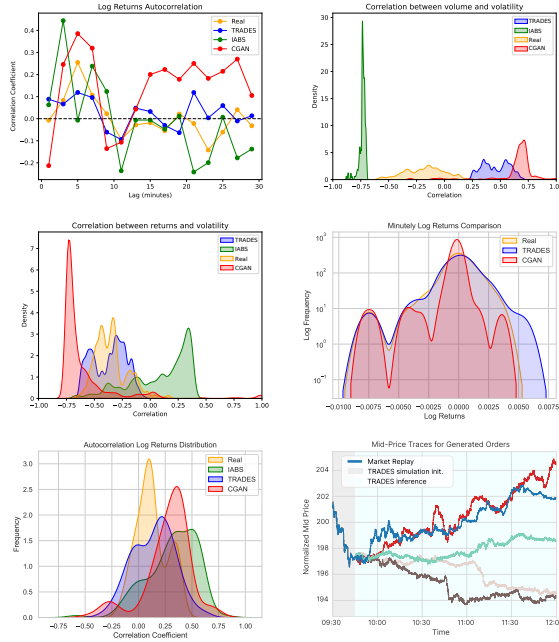 Log Returns Autocorrelation
Correlation Coefficient
0.4
0.3
0.2
0.1
0.0
−0.1
−0.2
Real
TRADES
IABS
CGAN
0 5 10 15 20 25 30
Lag (minutes)
Correlation between volume and volatility
Density
30
25
20
15
10
5
0
TRADES
IABS
Real
CGAN
−1.00 −0.75 −0.50 −0.25 0.00 0.25 0.50 0.75 1.00
Correlation
Correlation between returns and volatility
Density
7
6
5
4
3
2
1
0
TRADES
IABS
Real
CGAN
−1.00 −0.75 −0.50 −0.25 0.00 0.25 0.50 0.75 1.00
Correlation
Minutely Log Returns Comparison
Log Frequency
10³
10²
10¹
10⁰
10⁻¹
Real
TRADES
CGAN
−0.0100 −0.0075 −0.0050 −0.0025 0.0000 0.0025 0.0050 0.0075
Log Returns
Autocorrelation Log Returns Distribution
Frequency
3.0
2.5
2.0
1.5
1.0
0.5
0.0
Real
IABS
TRADES
CGAN
−0.75 −0.50 −0.25 0.00 0.25 0.50 0.75 1.00
Correlation Coefficient
Mid-Price Traces for Generated Orders
Normalized Mid Price
204
202
200
198
196
194
Market Replay
TRADES simulation init.
TRADES inference
09:30 10:00 10:30 11:00 11:30 12:0
Time